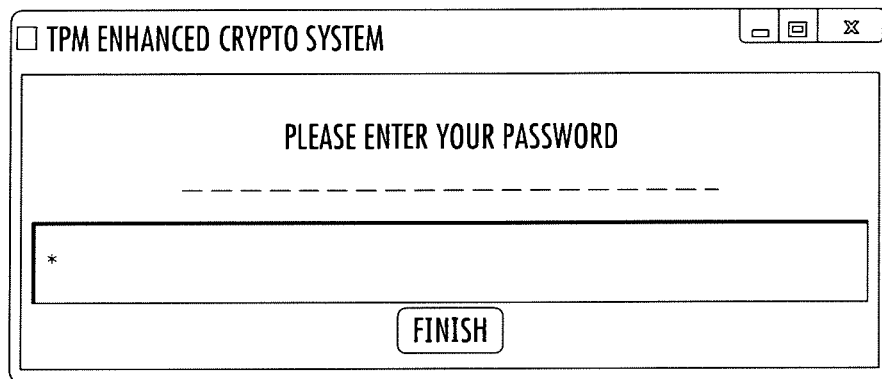 TPM ENHANCED CRYPTO SYSTEM
PLEASE ENTER YOUR PASSWORD
*
FINISH